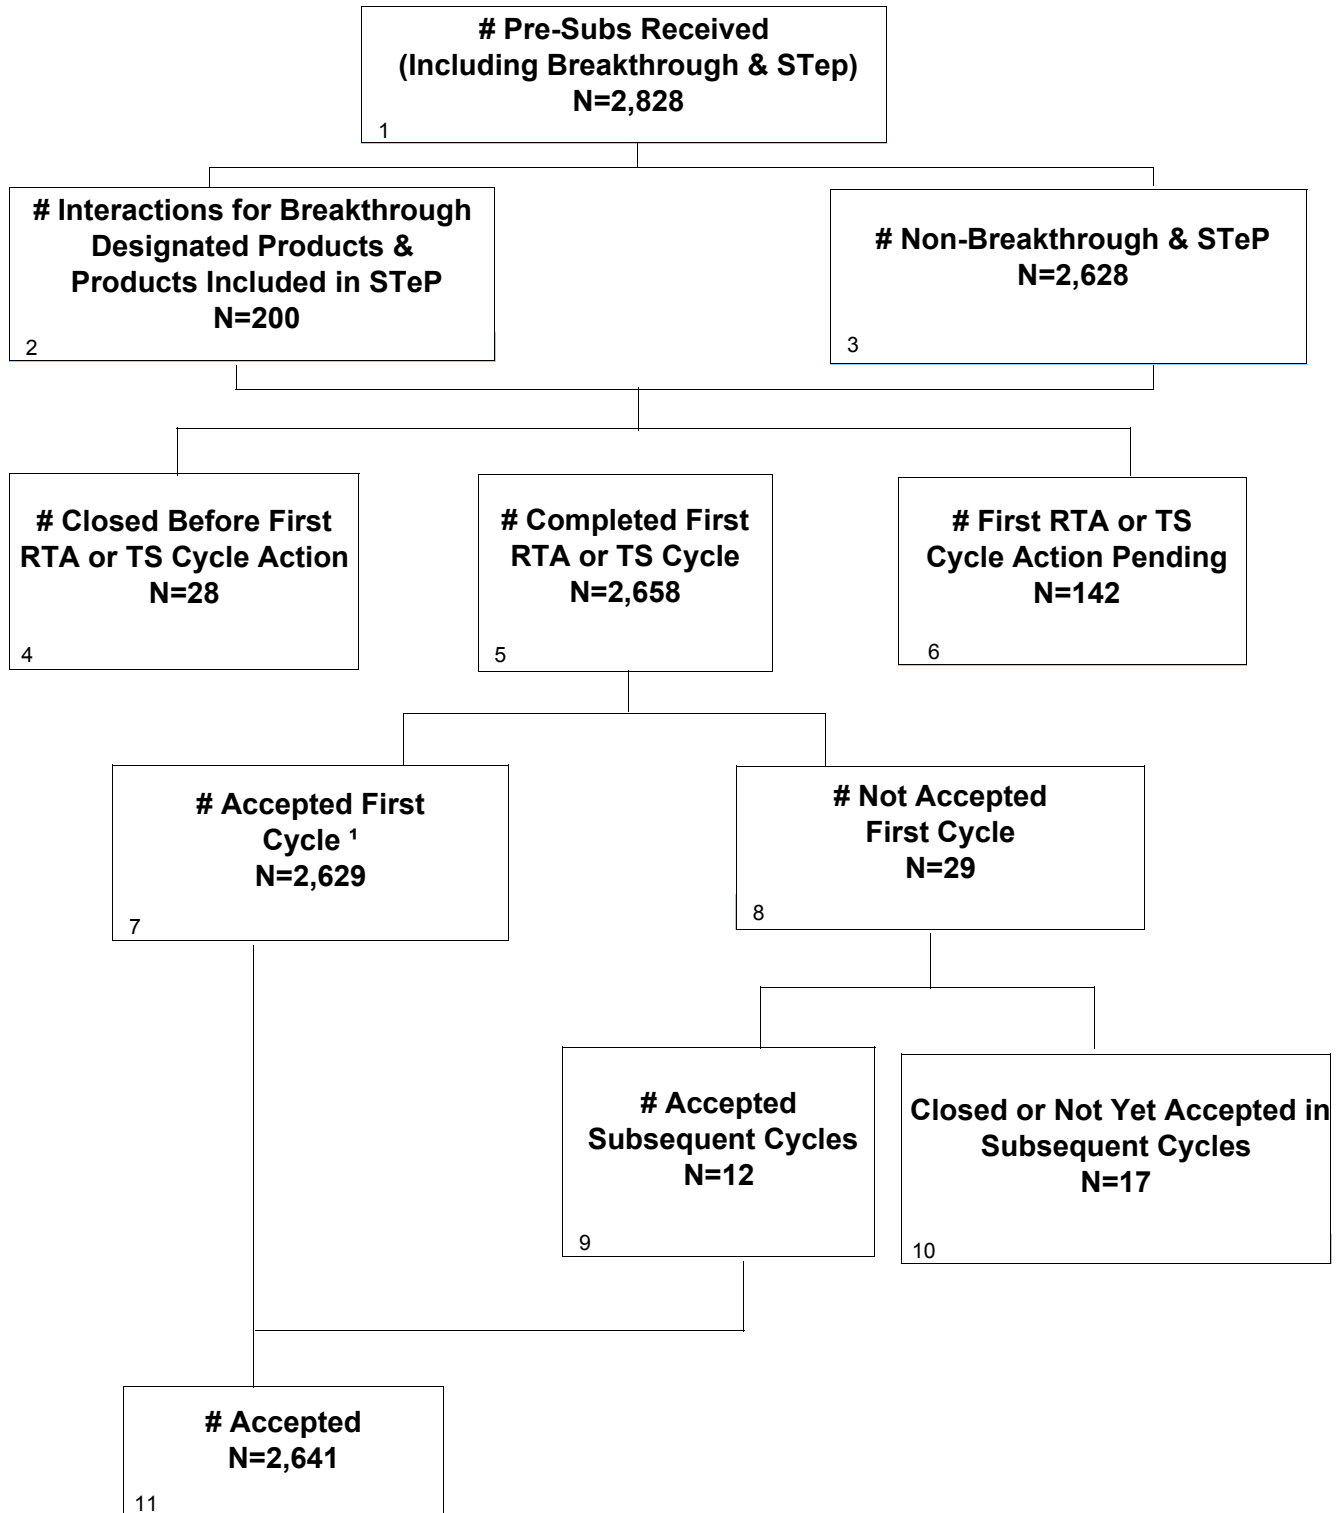 # Pre-Subs Received
(Including Breakthrough & STep)
N=2,828
1
# Interactions for Breakthrough
Designated Products &
Products Included in STeP
N=200
2
# Non-Breakthrough & STeP
N=2,628
3
# Closed Before First
RTA or TS Cycle Action
N=28
4
# Completed First
RTA or TS Cycle
N=2,658
5
# First RTA or TS
Cycle Action Pending
N=142
6
# Accepted First
Cycle ¹
N=2,629
7
# Not Accepted
First Cycle
N=29
8
# Accepted
Subsequent Cycles
N=12
9
Closed or Not Yet Accepted in
Subsequent Cycles
N=17
10
# Accepted
N=2,641
11